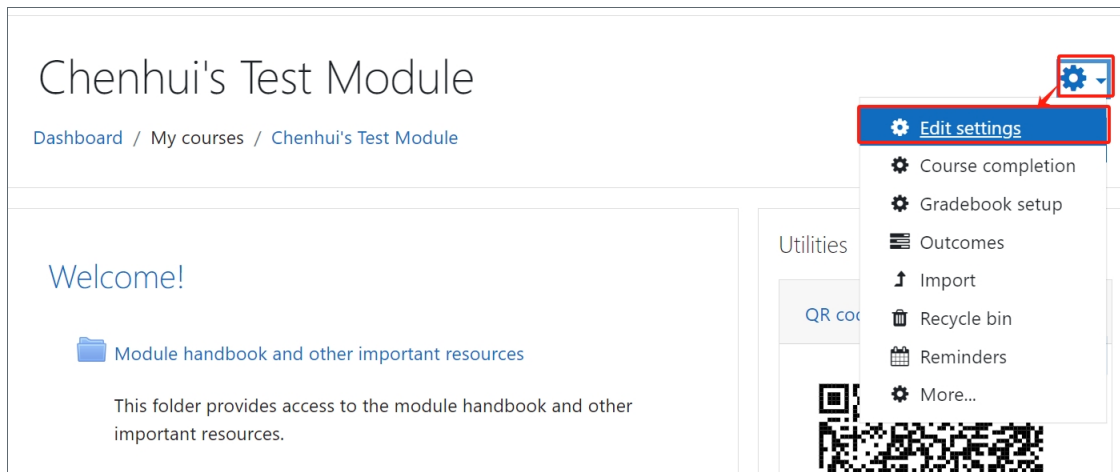 Chenhui's Test Module
Dashboard / My courses / Chenhui's Test Module
Edit settings
Course completion
Gradebook setup
Outcomes
Import
Recycle bin
Reminders
More...
Welcome!
Module handbook and other important resources
This folder provides access to the module handbook and other
important resources.
Utilities
QR